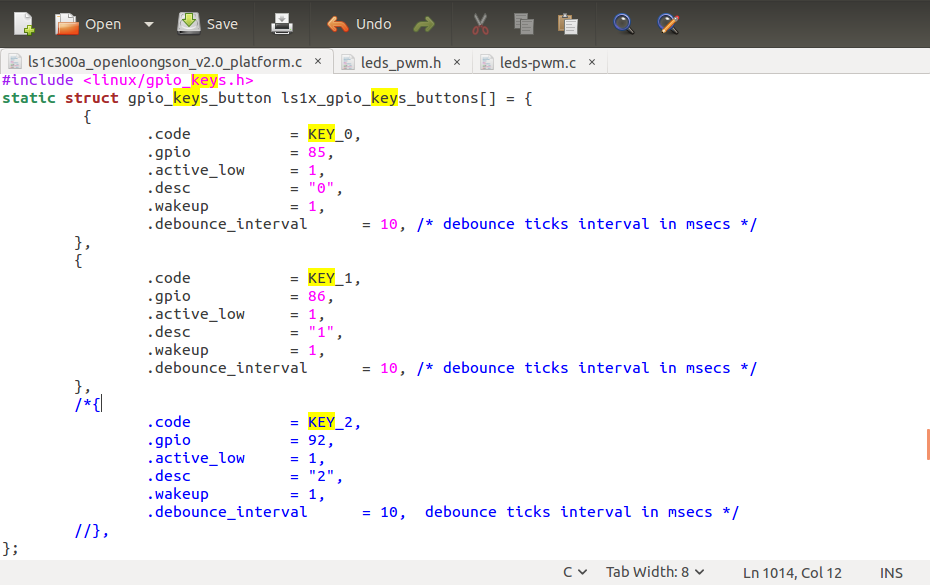 Open Save Undo
ls1c300a_openloongson_v2.0_platform.c × leds_pwm.h × leds-pwm.c ×
#include <linux/gpio_keys.h>
static struct gpio_keys_button ls1x_gpio_keys_buttons[] = {
{
.code = KEY_0,
.gpio = 85,
.active_low = 1,
.desc = "0",
.wakeup = 1,
.debounce_interval = 10, /* debounce ticks interval in msecs */
},
{
.code = KEY_1,
.gpio = 86,
.active_low = 1,
.desc = "1",
.wakeup = 1,
.debounce_interval = 10, /* debounce ticks interval in msecs */
},
/*{
.code = KEY_2,
.gpio = 92,
.active_low = 1,
.desc = "2",
.wakeup = 1,
.debounce_interval = 10, debounce ticks interval in msecs */
//},
};
C Tab Width: 8 Ln 1014, Col 12 INS